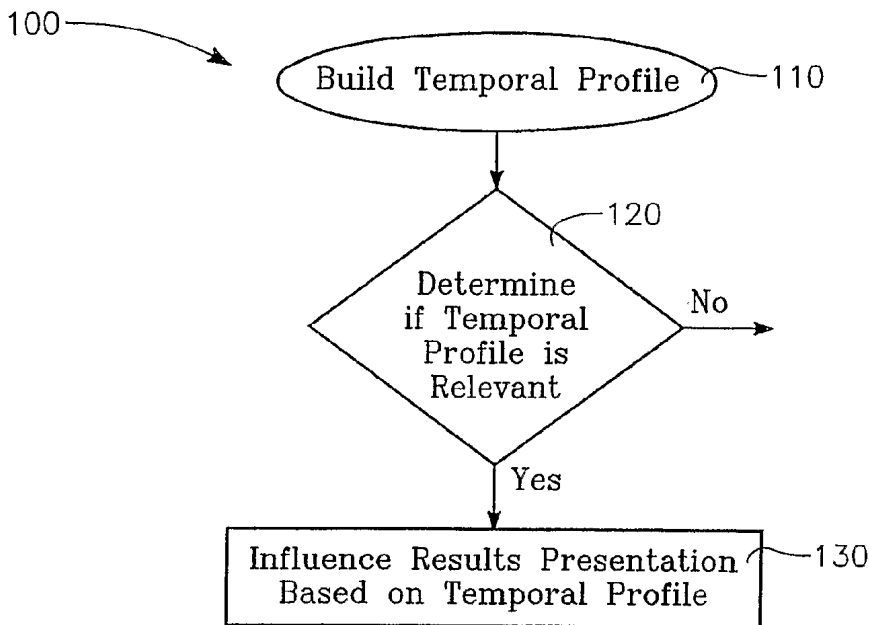 100
Build Temporal Profile
110
120
Determine
if Temporal
Profile is
Relevant
No
Yes
Influence Results Presentation
Based on Temporal Profile
130